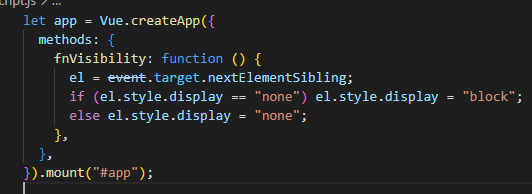 let app = Vue.createApp({
  methods: {
    fnVisibility: function () {
      el = event.target.nextElementSibling;
      if (el.style.display == "none") el.style.display = "block";
      else el.style.display = "none";
    },
  },
}).mount("#app");